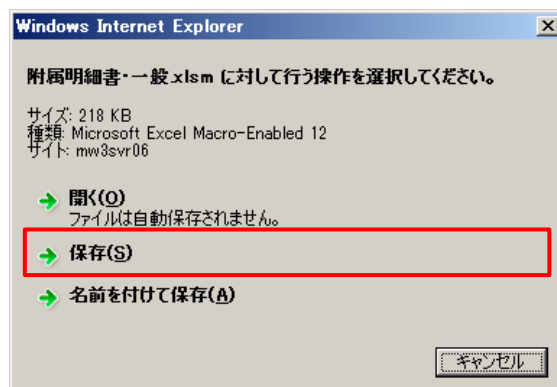 Windows Internet Explorer
附属明細書・一般.xlsm に対して行う操作を選択してください。
サイズ: 218 KB
種類: Microsoft Excel Macro-Enabled 12
サイト: mw3svr06
開く(O)
ファイルは自動保存されません。
保存(S)
名前を付けて保存(A)
キャンセル